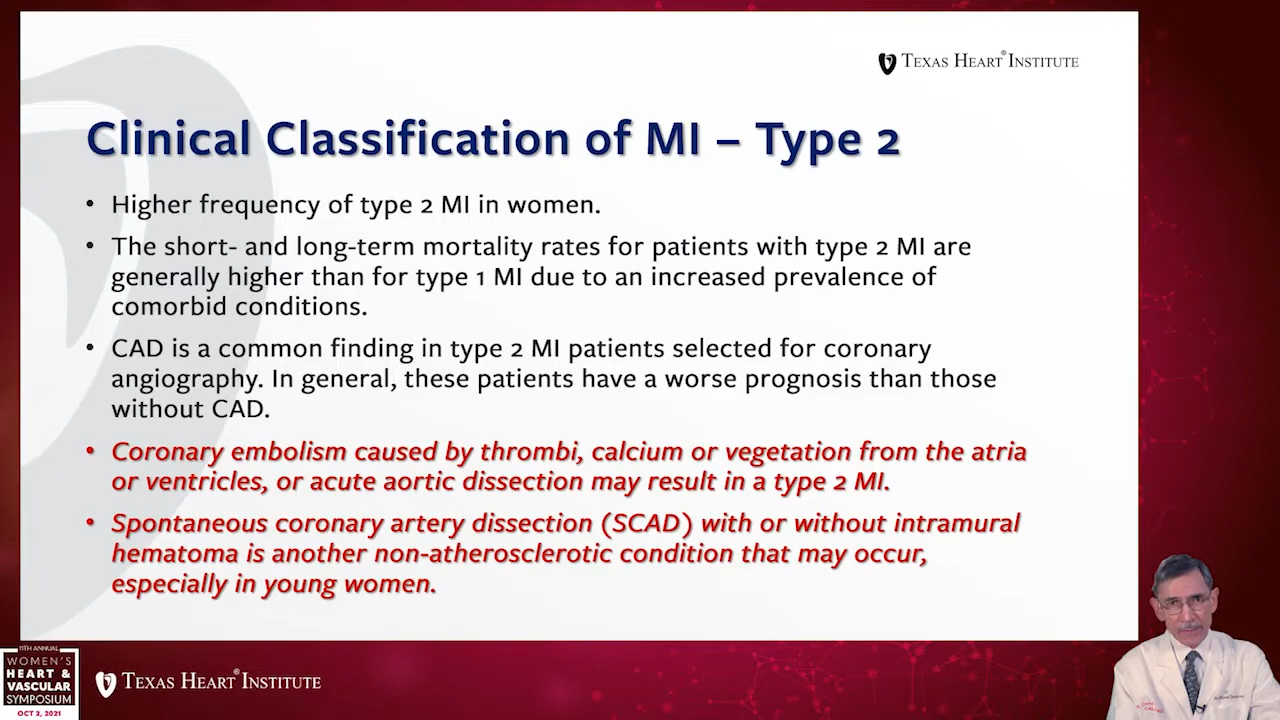 TEXAS HEART® INSTITUTE
Clinical Classification of MI – Type 2
• Higher frequency of type 2 MI in women.
• The short- and long-term mortality rates for patients with type 2 MI are
generally higher than for type 1 MI due to an increased prevalence of
comorbid conditions.
• CAD is a common finding in type 2 MI patients selected for coronary
angiography. In general, these patients have a worse prognosis than those
without CAD.
• Coronary embolism caused by thrombi, calcium or vegetation from the atria
or ventricles, or acute aortic dissection may result in a type 2 MI.
• Spontaneous coronary artery dissection (SCAD) with or without intramural
hematoma is another non-atherosclerotic condition that may occur,
especially in young women.
11TH ANNUAL
WOMEN'S
HEART &
VASCULAR
SYMPOSIUM
OCT 2, 2021
TEXAS HEART® INSTITUTE